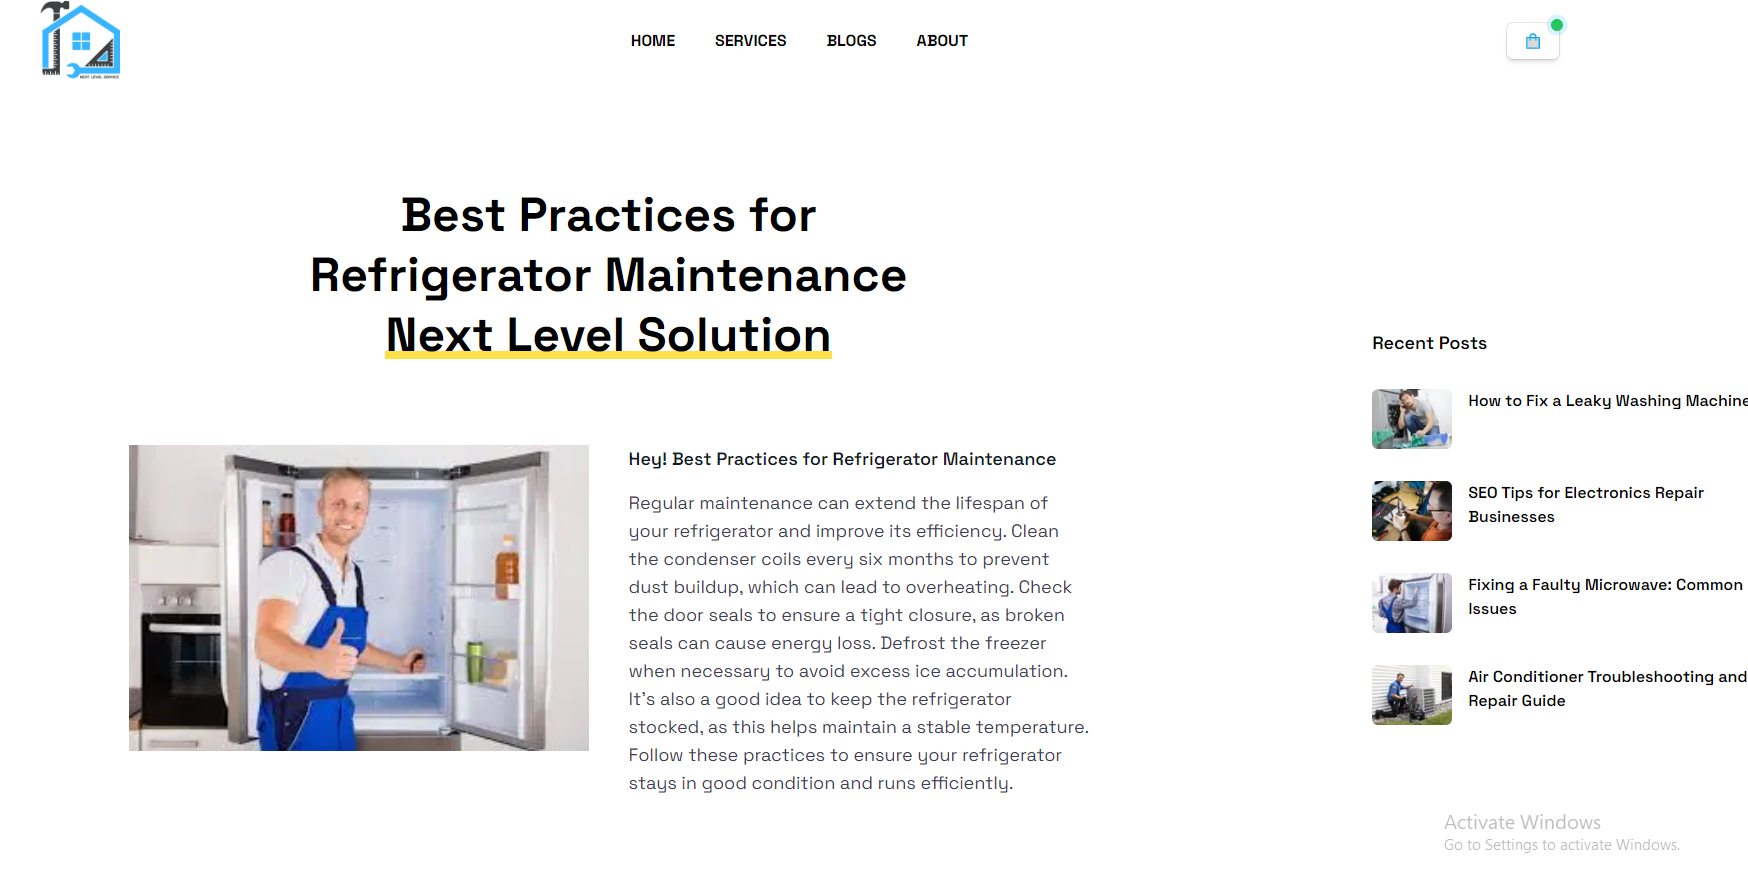 NEXT LEVEL SERVICE
HOME SERVICES BLOGS ABOUT
Best Practices for
Refrigerator Maintenance
Next Level Solution
Hey! Best Practices for Refrigerator Maintenance
Regular maintenance can extend the lifespan of
your refrigerator and improve its efficiency. Clean
the condenser coils every six months to prevent
dust buildup, which can lead to overheating. Check
the door seals to ensure a tight closure, as broken
seals can cause energy loss. Defrost the freezer
when necessary to avoid excess ice accumulation.
It's also a good idea to keep the refrigerator
stocked, as this helps maintain a stable temperature.
Follow these practices to ensure your refrigerator
stays in good condition and runs efficiently.
Recent Posts
How to Fix a Leaky Washing Machine
SEO Tips for Electronics Repair
Businesses
Fixing a Faulty Microwave: Common
Issues
Air Conditioner Troubleshooting and
Repair Guide
Activate Windows
Go to Settings to activate Windows.